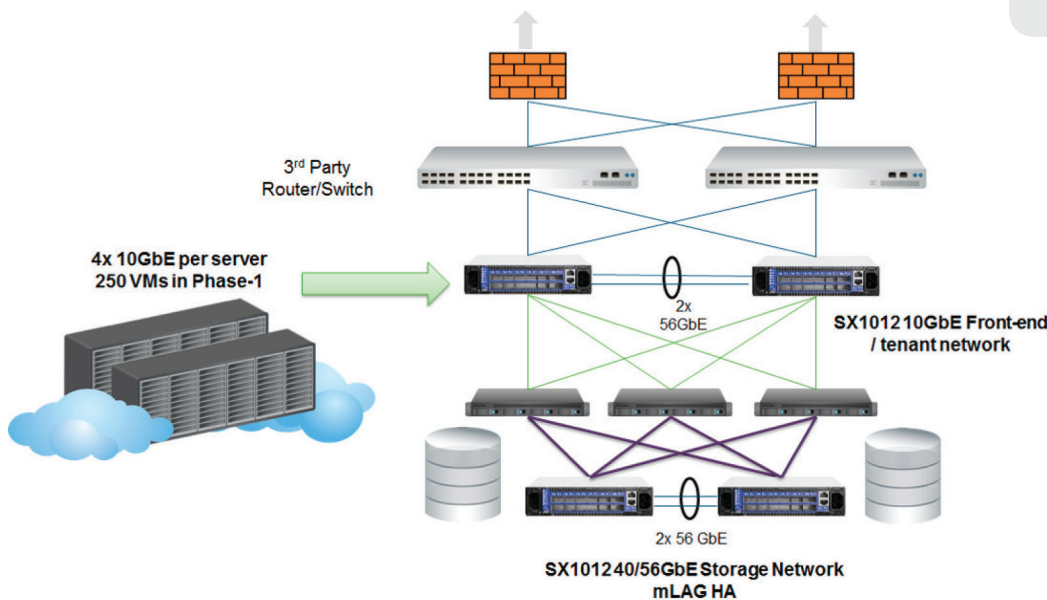 3rd Party
Router/Switch
4x 10GbE per server
250 VMs in Phase-1
2x
56GbE
SX1012 10GbE Front-end
/ tenant network
2x 56 GbE
SX1012 40/56GbE Storage Network
mLAG HA